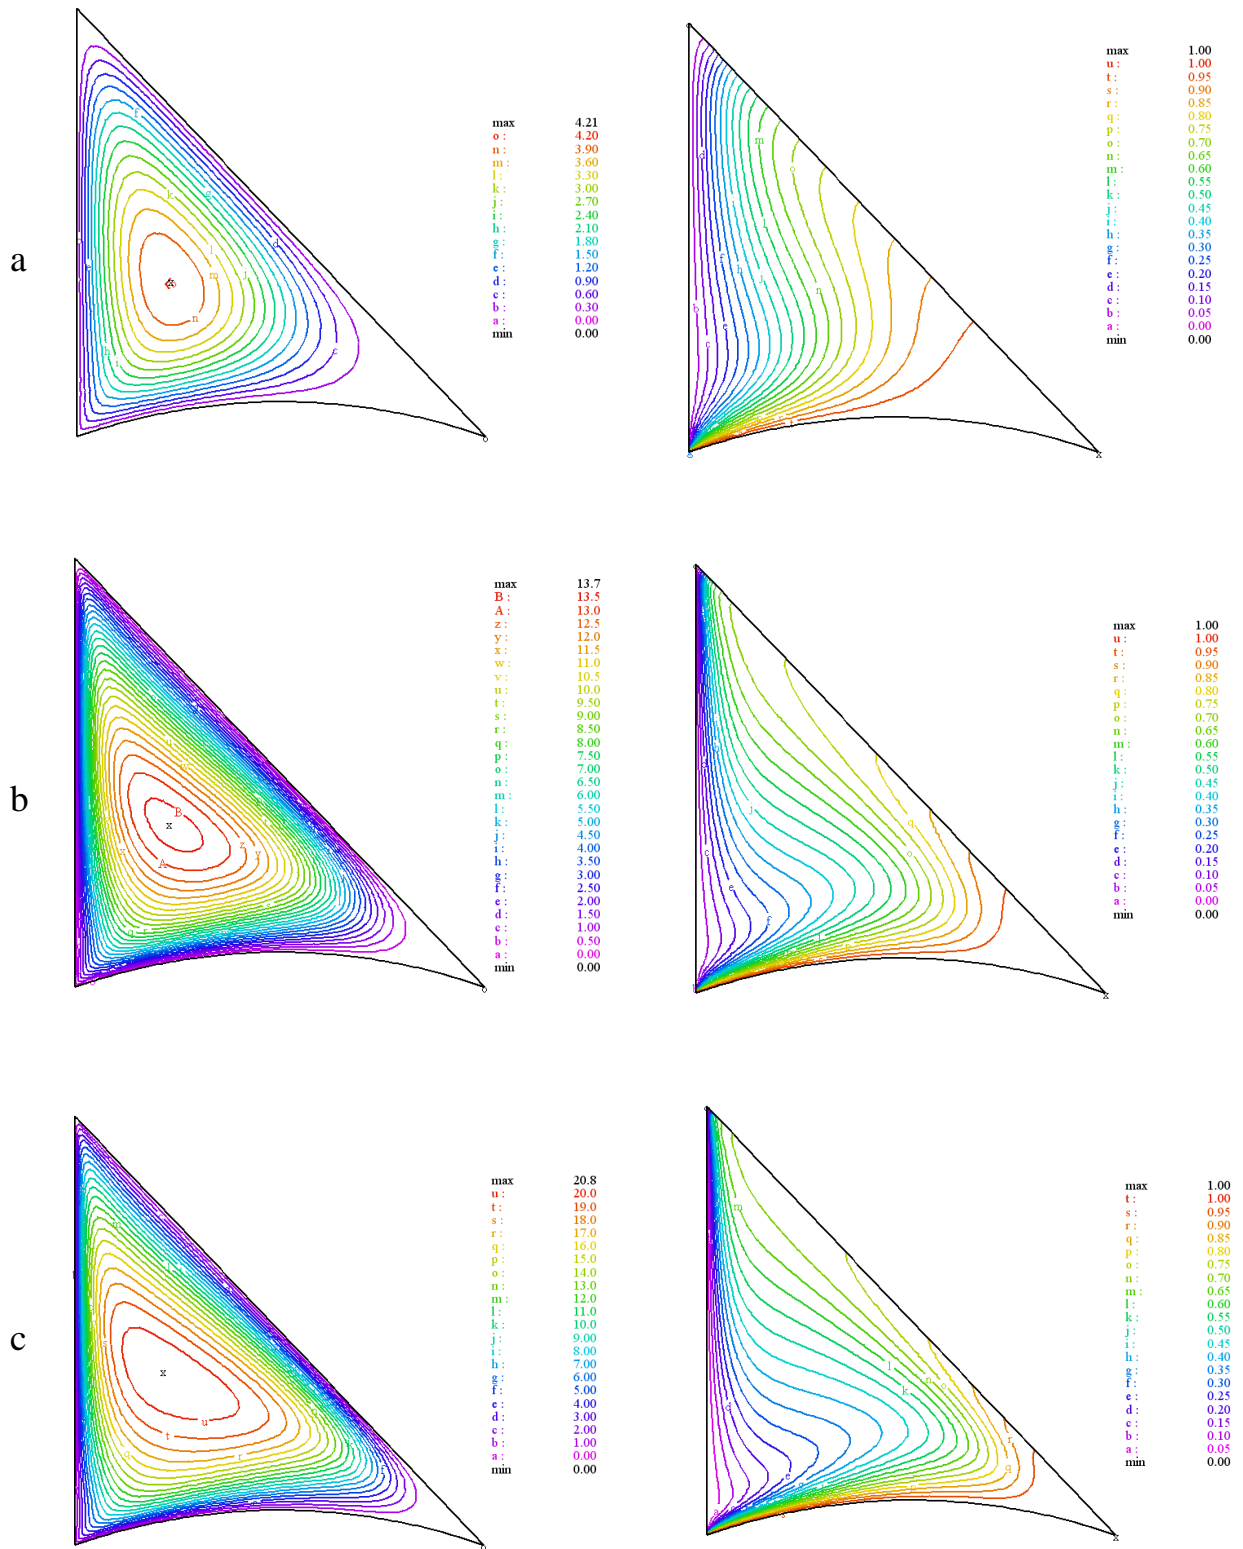 a
max 4.21
o : 4.20
n : 3.90
m : 3.60
l : 3.30
k : 3.00
j : 2.70
i : 2.40
h : 2.10
g : 1.80
f : 1.50
e : 1.20
d : 0.90
c : 0.60
b : 0.30
a : 0.00
min 0.00
max 1.00
u : 1.00
t : 0.95
s : 0.90
r : 0.85
q : 0.80
p : 0.75
o : 0.70
n : 0.65
m : 0.60
l : 0.55
k : 0.50
j : 0.45
i : 0.40
h : 0.35
g : 0.30
f : 0.25
e : 0.20
d : 0.15
c : 0.10
b : 0.05
a : 0.00
min 0.00
b
max 13.7
B : 13.5
A : 13.0
z : 12.5
y : 12.0
x : 11.5
w : 11.0
v : 10.5
u : 10.0
t : 9.50
s : 9.00
r : 8.50
q : 8.00
p : 7.50
o : 7.00
n : 6.50
m : 6.00
l : 5.50
k : 5.00
j : 4.50
i : 4.00
h : 3.50
g : 3.00
f : 2.50
e : 2.00
d : 1.50
c : 1.00
b : 0.50
a : 0.00
min 0.00
max 1.00
u : 1.00
t : 0.95
s : 0.90
r : 0.85
q : 0.80
p : 0.75
o : 0.70
n : 0.65
m : 0.60
l : 0.55
k : 0.50
j : 0.45
i : 0.40
h : 0.35
g : 0.30
f : 0.25
e : 0.20
d : 0.15
c : 0.10
b : 0.05
a : 0.00
min 0.00
c
max 20.8
u : 20.0
t : 19.0
s : 18.0
r : 17.0
q : 16.0
p : 15.0
o : 14.0
n : 13.0
m : 12.0
l : 11.0
k : 10.0
j : 9.00
i : 8.00
h : 7.00
g : 6.00
f : 5.00
e : 4.00
d : 3.00
c : 2.00
b : 1.00
a : 0.00
min 0.00
max 1.00
t : 1.00
s : 0.95
r : 0.90
q : 0.85
p : 0.80
o : 0.75
n : 0.70
m : 0.65
l : 0.60
k : 0.55
j : 0.50
i : 0.45
h : 0.40
g : 0.35
f : 0.30
e : 0.25
d : 0.20
c : 0.15
b : 0.10
a : 0.05
min 0.00